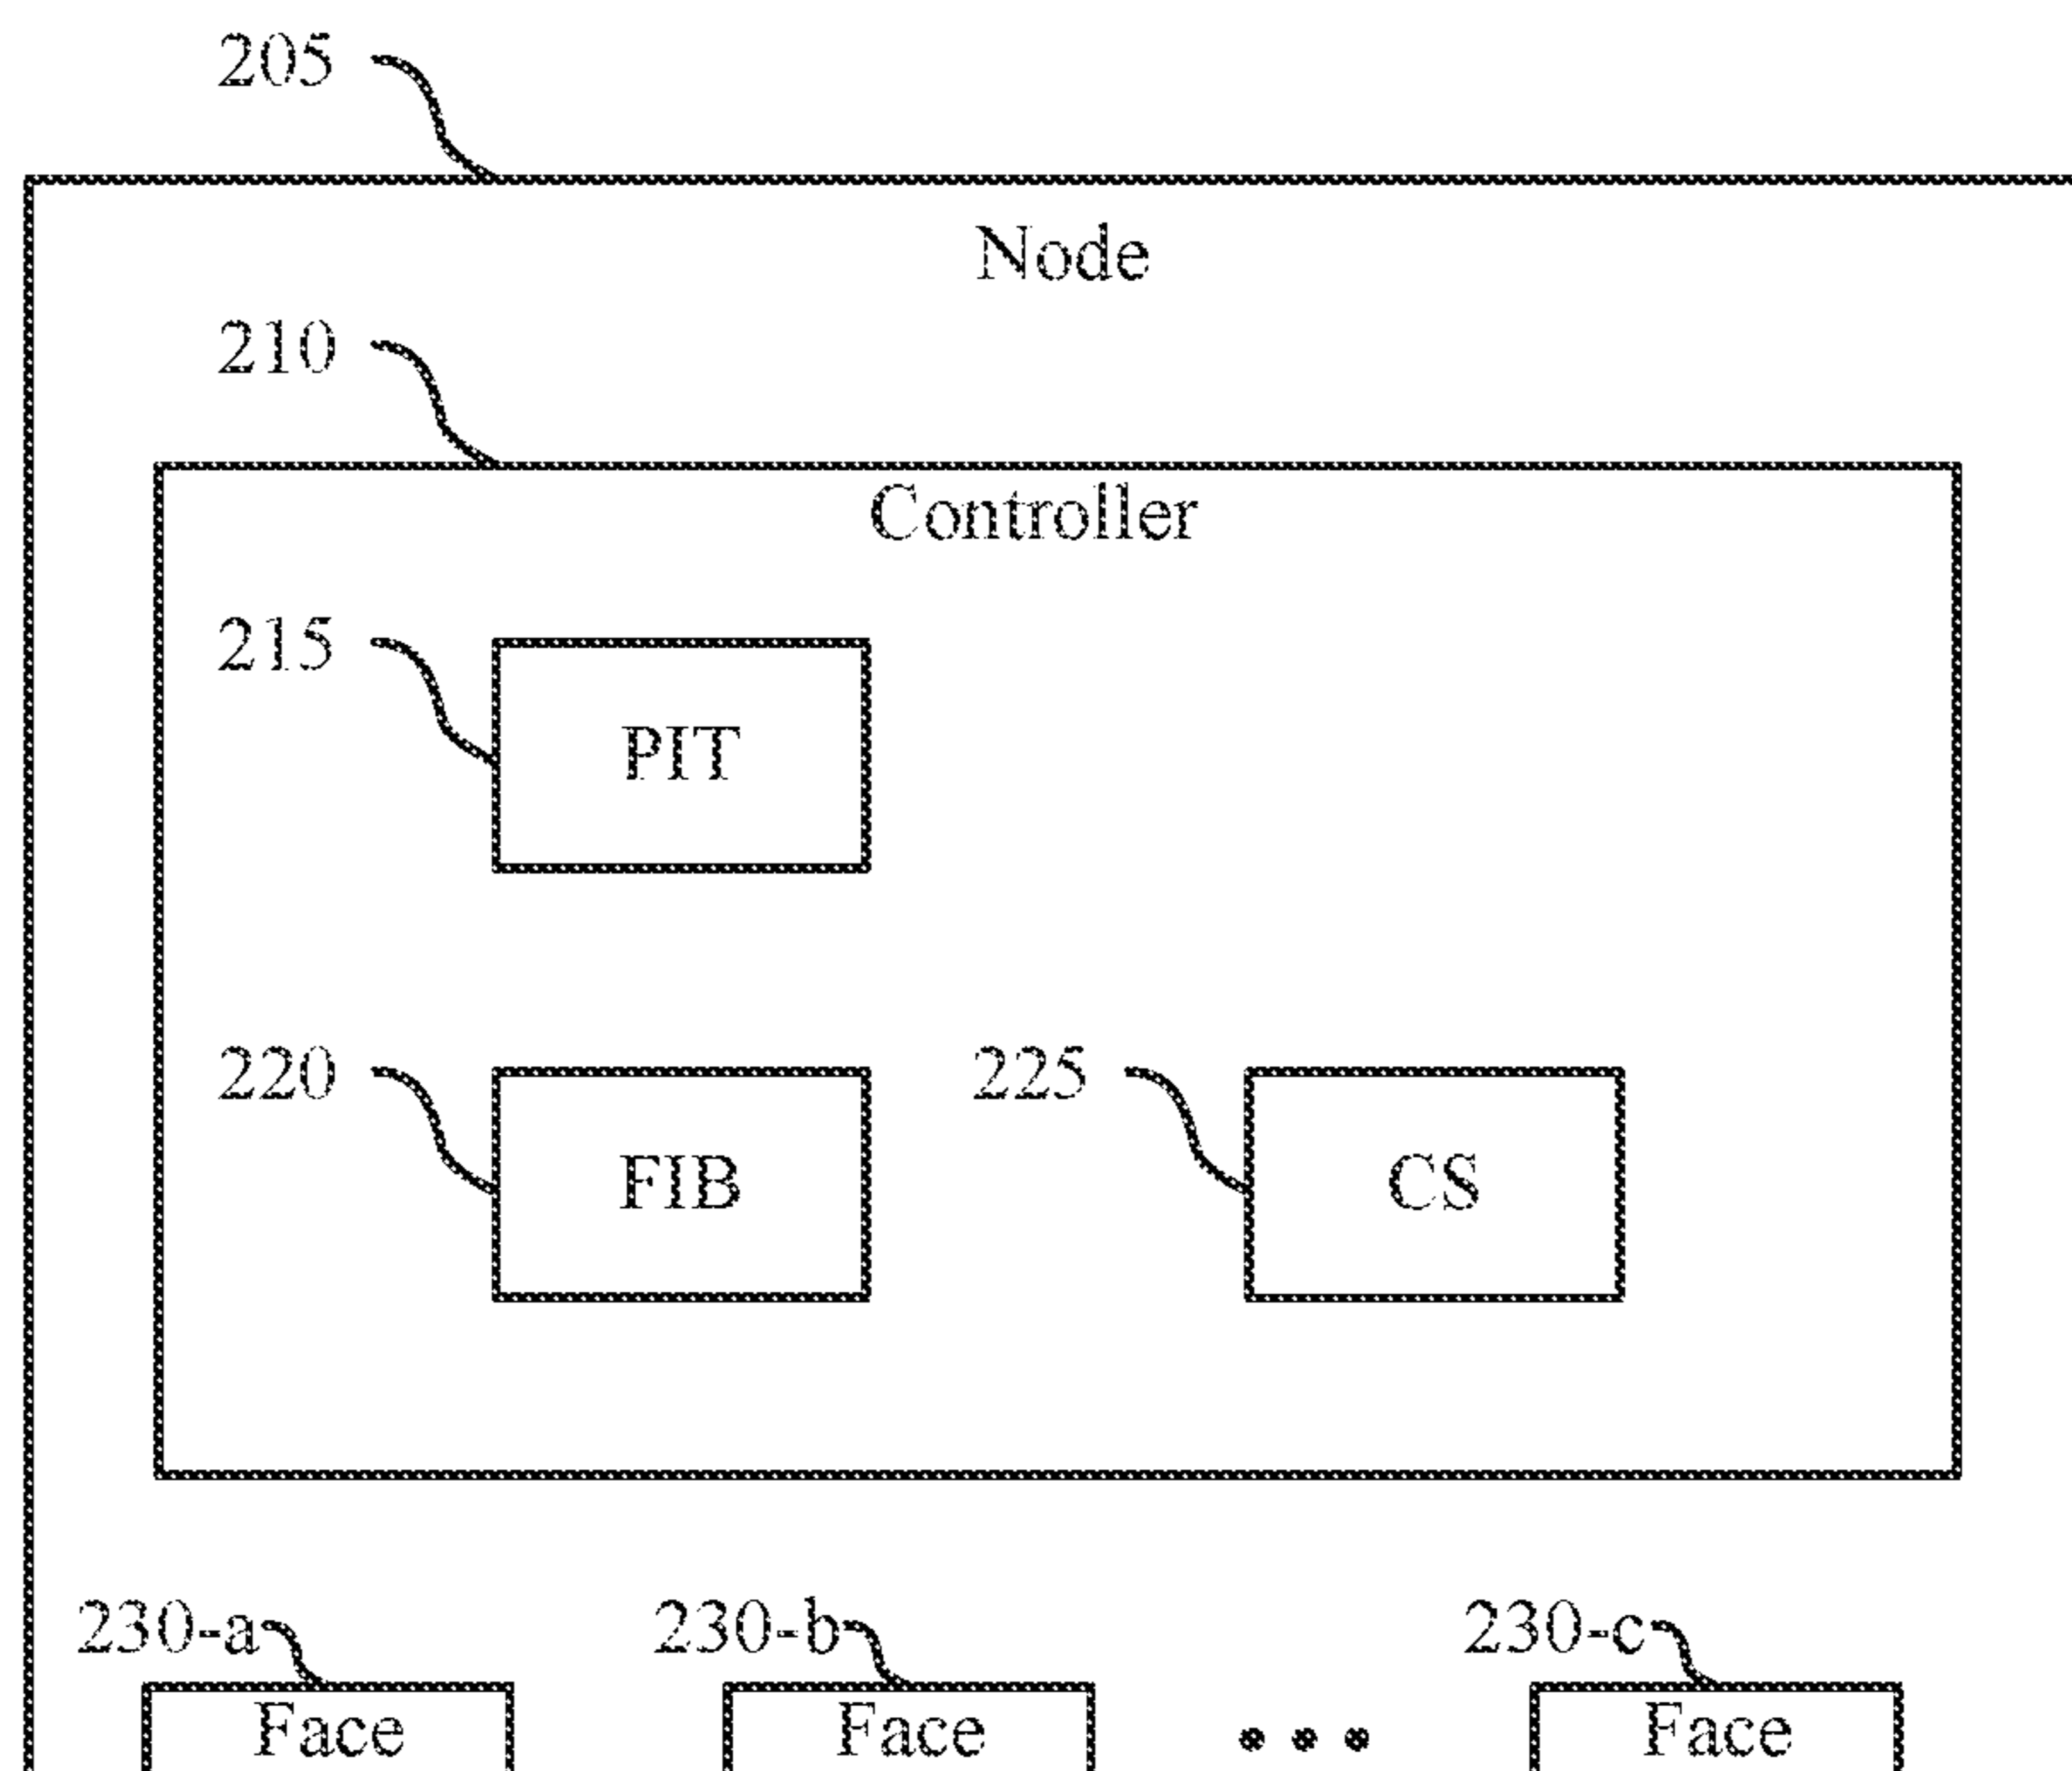 205
Node
210
Controller
215
PIT
220
FIB
225
CS
230-a
230-b
230-c
Face
Face
Face